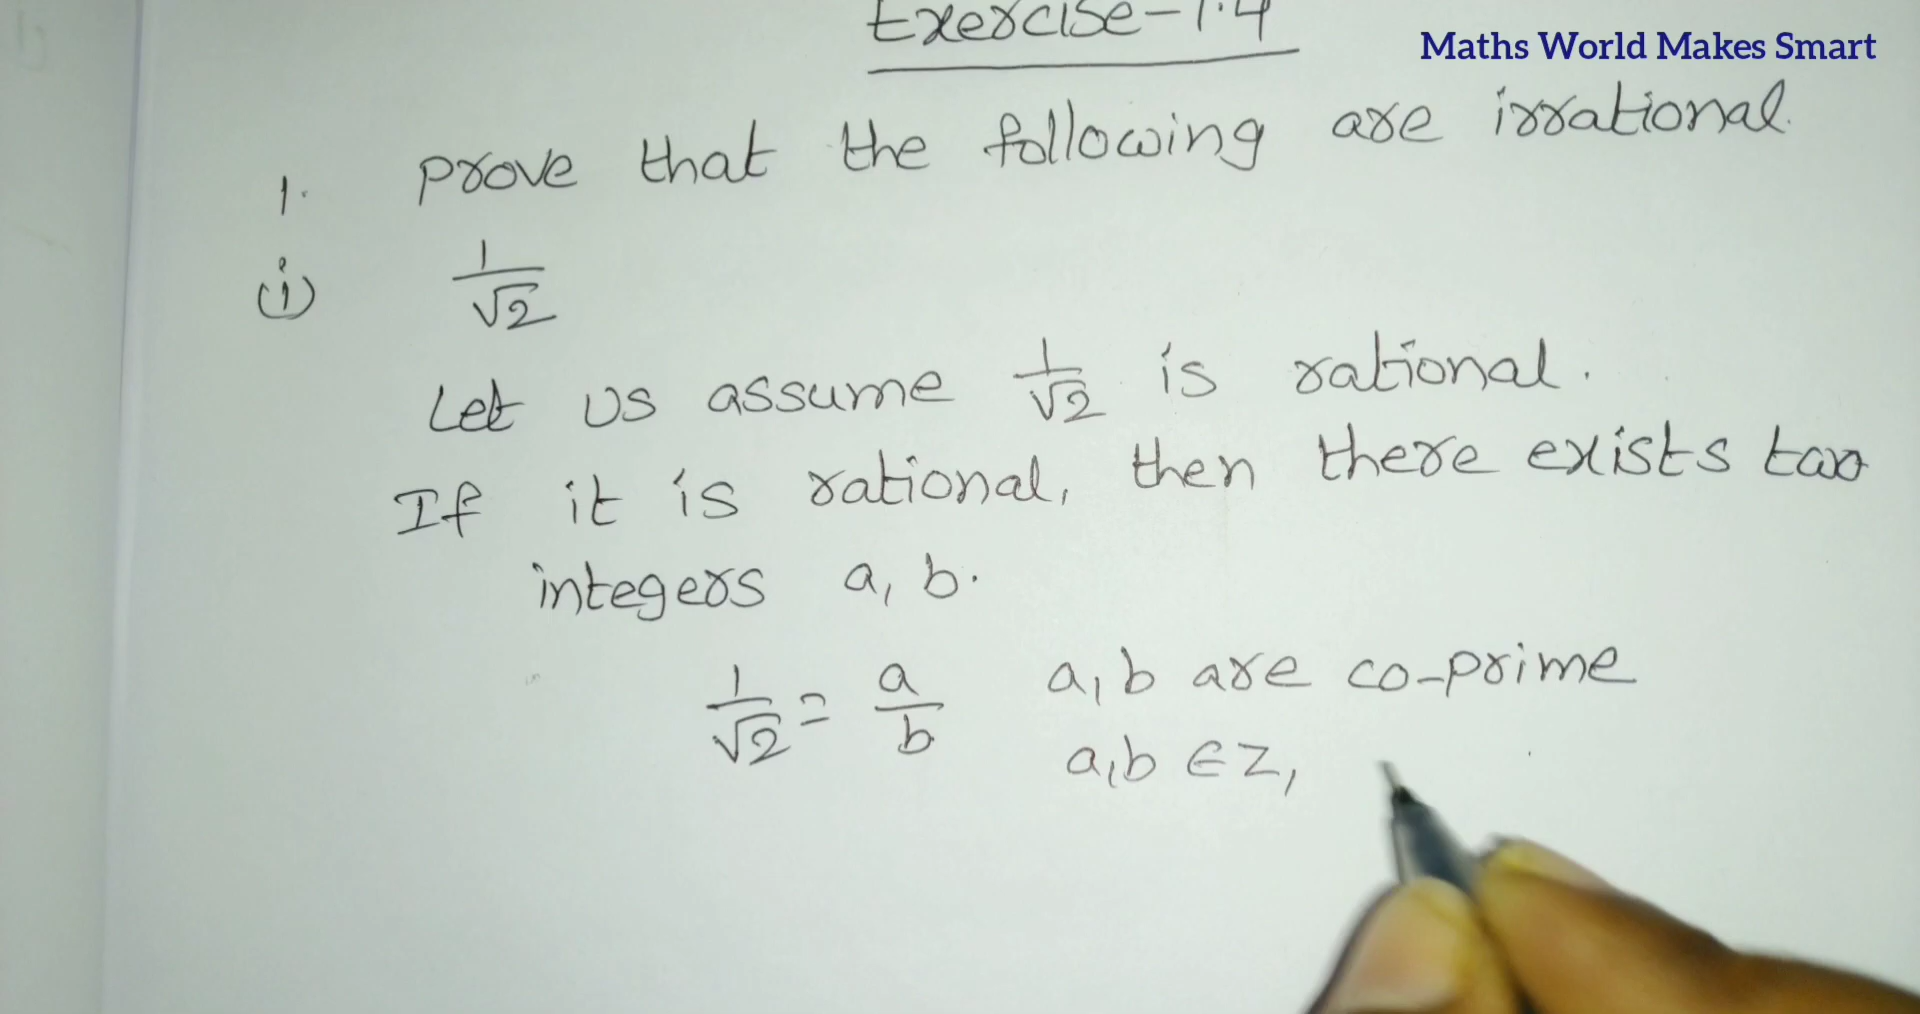 Exercise-1.4
Maths World Makes Smart
1. prove that the following are irrational.
(i) 1/√2
Let us assume 1/√2 is rational.
If it is rational, then there exists two
integers a, b.
1/√2 = a/b a, b are co-prime
a, b ∈ Z,